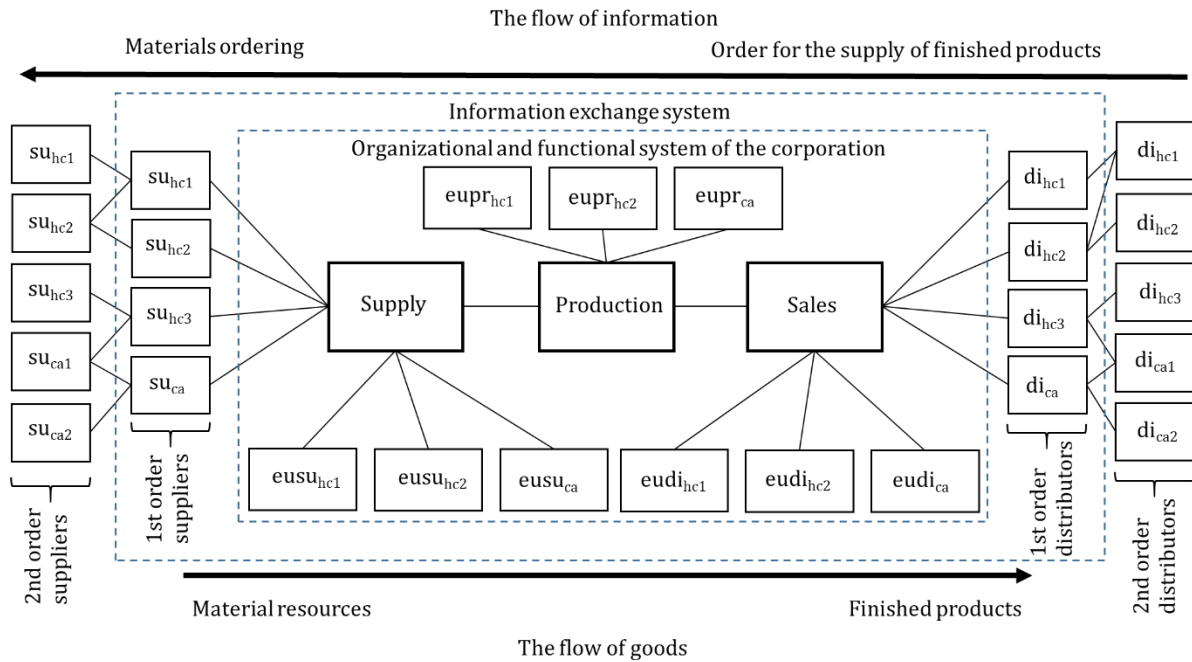 The flow of information
Materials ordering
Order for the supply of finished products
Information exchange system
Organizational and functional system of the corporation
su_hc1
su_hc2
su_hc3
su_ca1
su_ca2
2nd order
suppliers
su_hc1
su_hc2
su_hc3
su_ca
1st order
suppliers
eupr_hc1
eupr_hc2
eupr_ca
Supply
Production
Sales
eusu_hc1
eusu_hc2
eusu_ca
eudi_hc1
eudi_hc2
eudi_ca
di_hc1
di_hc2
di_hc3
di_ca
1st order
distributors
di_hc1
di_hc2
di_hc3
di_ca1
di_ca2
2nd order
distributors
Material resources
Finished products
The flow of goods